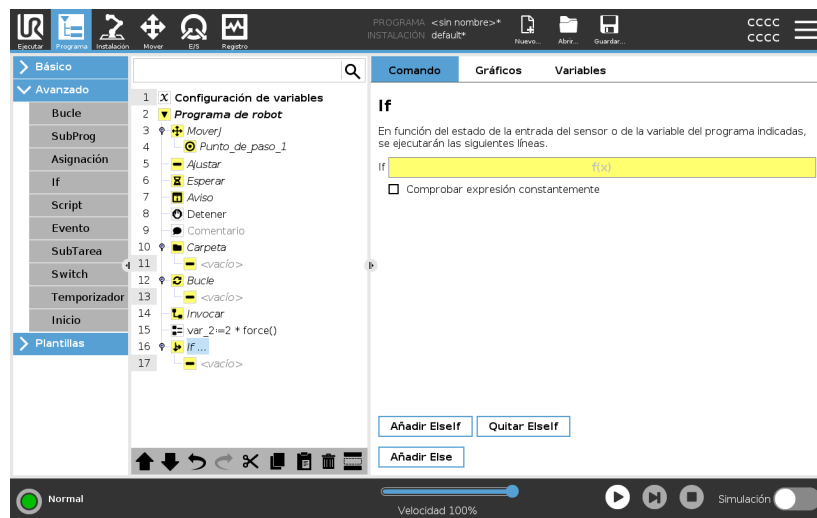 PROGRAMA <sin nombre>*
INSTALACIÓN default*
cccc
cccc
Ejecutar Programa Instalación Mover E/S Registro Nuevo... Abrir... Guardar...
Básico
Avanzado
Bucle
SubProg
Asignación
If
Script
Evento
SubTarea
Switch
Temporizador
Inicio
Plantillas
1 X Configuración de variables
2 Programa de robot
3 MoverJ
4 Punto_de_paso_1
5 Ajustar
6 Esperar
7 Aviso
8 Detener
9 Comentario
10 Carpeta
11 <vacío>
12 Bucle
13 <vacío>
14 Invocar
15 var_2:=2 * force()
16 If ...
17 <vacío>
Comando Gráficos Variables
If
En función del estado de la entrada del sensor o de la variable del programa indicadas,
se ejecutarán las siguientes líneas.
If f(x)
Comprobar expresión constantemente
Añadir ElseIf Quitar ElseIf
Añadir Else
Normal
Velocidad 100%
Simulación